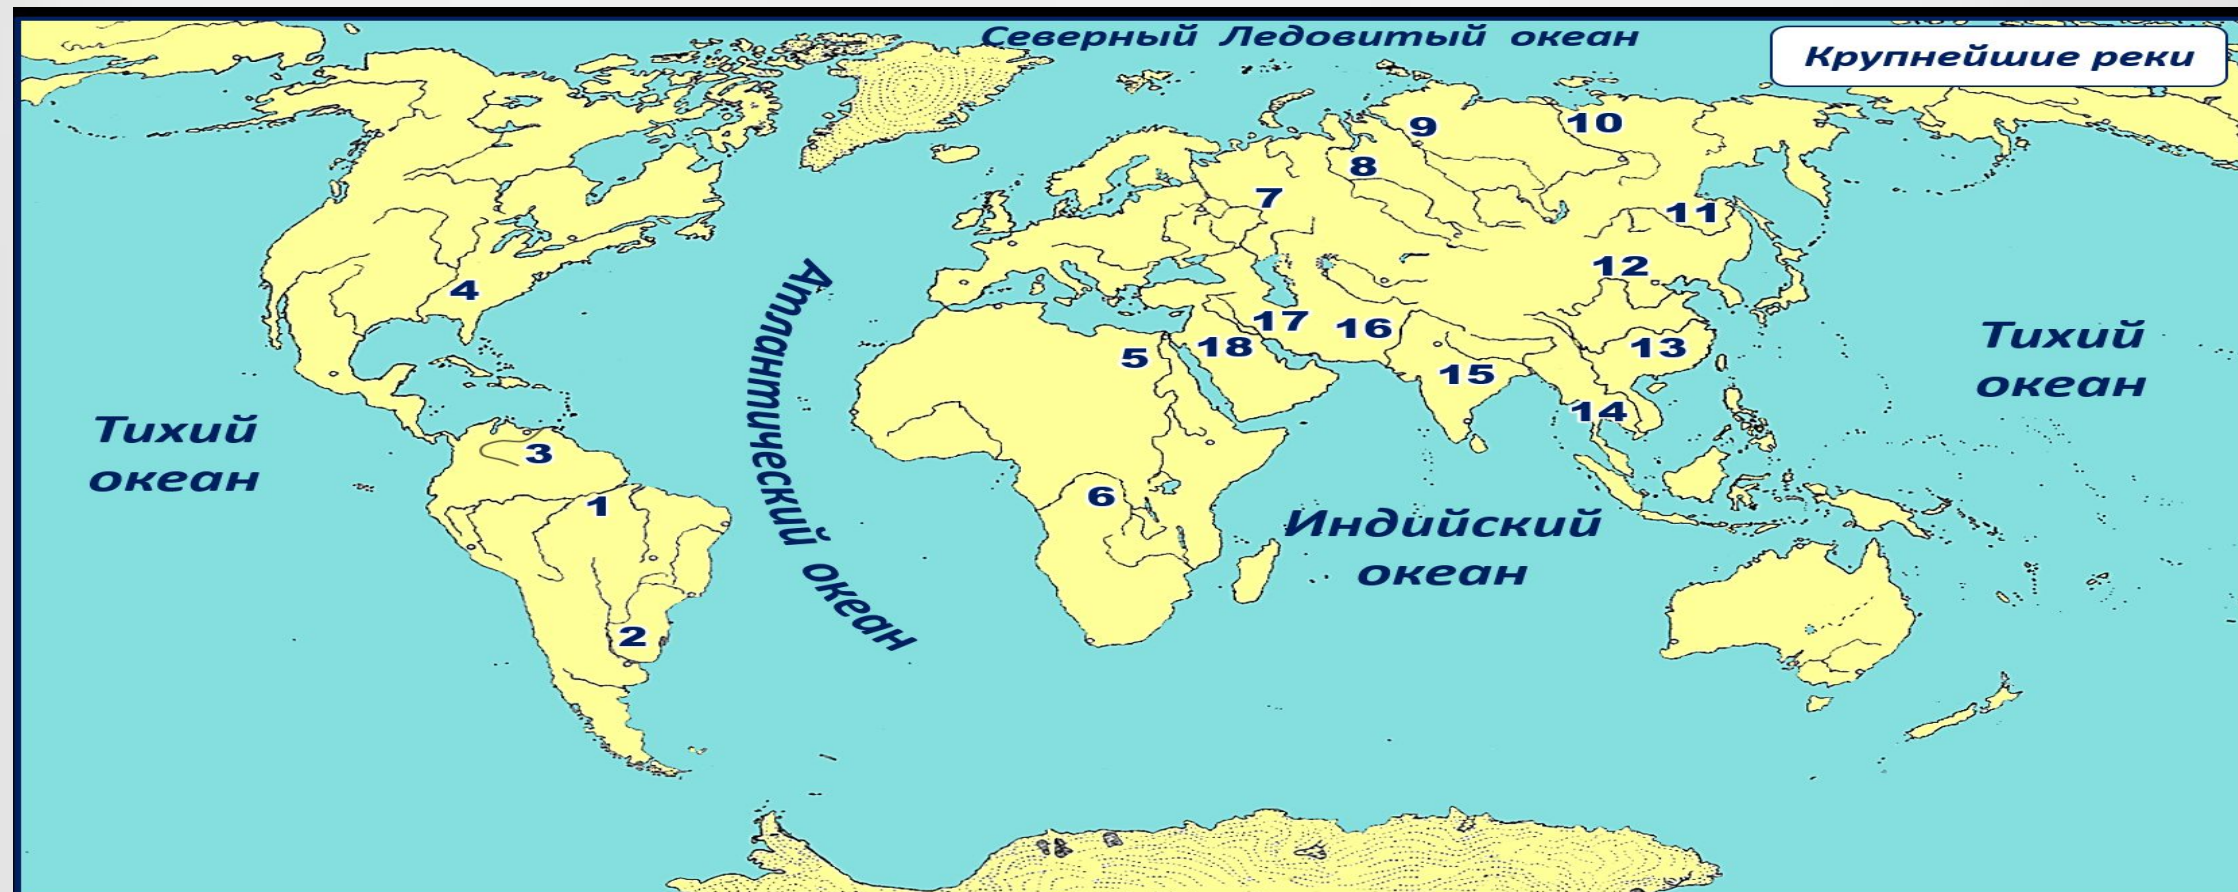 Северный Ледовитый океан
Крупнейшие реки
9
10
8
7
11
4
12
17
16
18
5
13
15
14
3
1
6
2
Атлантический океан
Тихий
океан
Тихий
океан
Индийский
океан